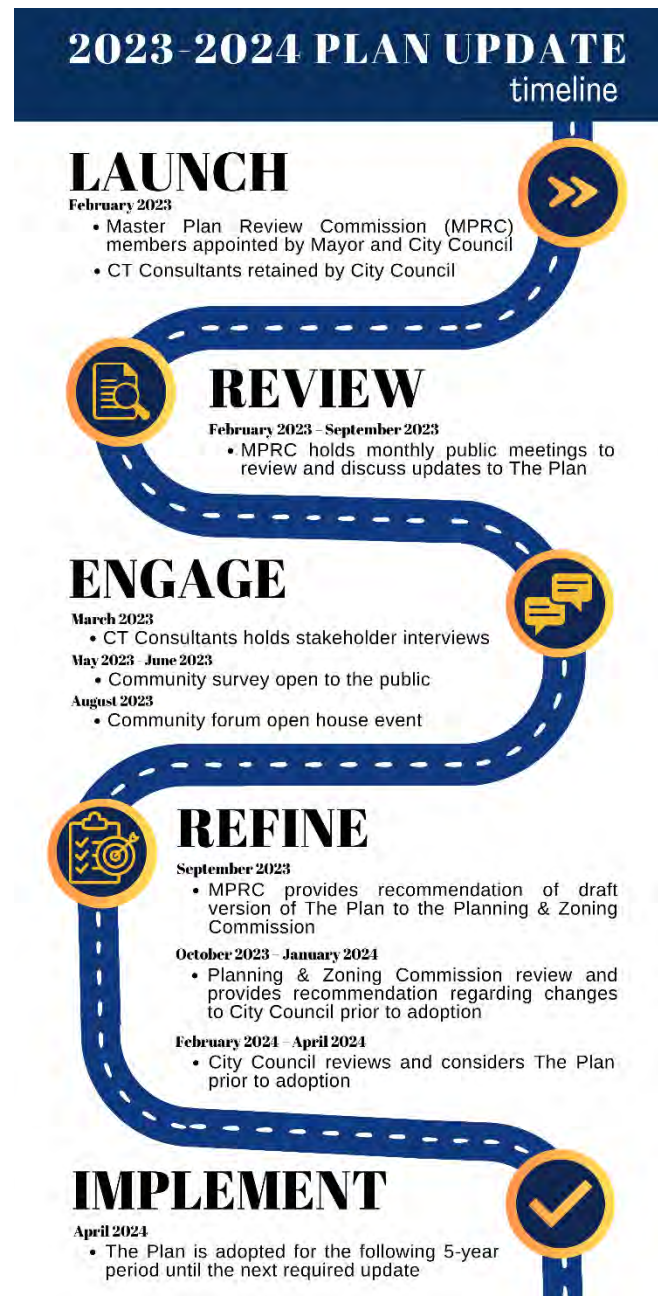 2023-2024 PLAN UPDATE
timeline
LAUNCH
February 2023
• Master Plan Review Commission (MPRC)
members appointed by Mayor and City Council
• CT Consultants retained by City Council
REVIEW
February 2023 – September 2023
• MPRC holds monthly public meetings to
review and discuss updates to The Plan
ENGAGE
March 2023
• CT Consultants holds stakeholder interviews
May 2023 - June 2023
• Community survey open to the public
August 2023
• Community forum open house event
REFINE
September 2023
• MPRC provides recommendation of draft
version of The Plan to the Planning & Zoning
Commission
October 2023 – January 2024
• Planning & Zoning Commission review and
provides recommendation regarding changes
to City Council prior to adoption
February 2024 – April 2024
• City Council reviews and considers The Plan
prior to adoption
IMPLEMENT
April 2024
• The Plan is adopted for the following 5-year
period until the next required update